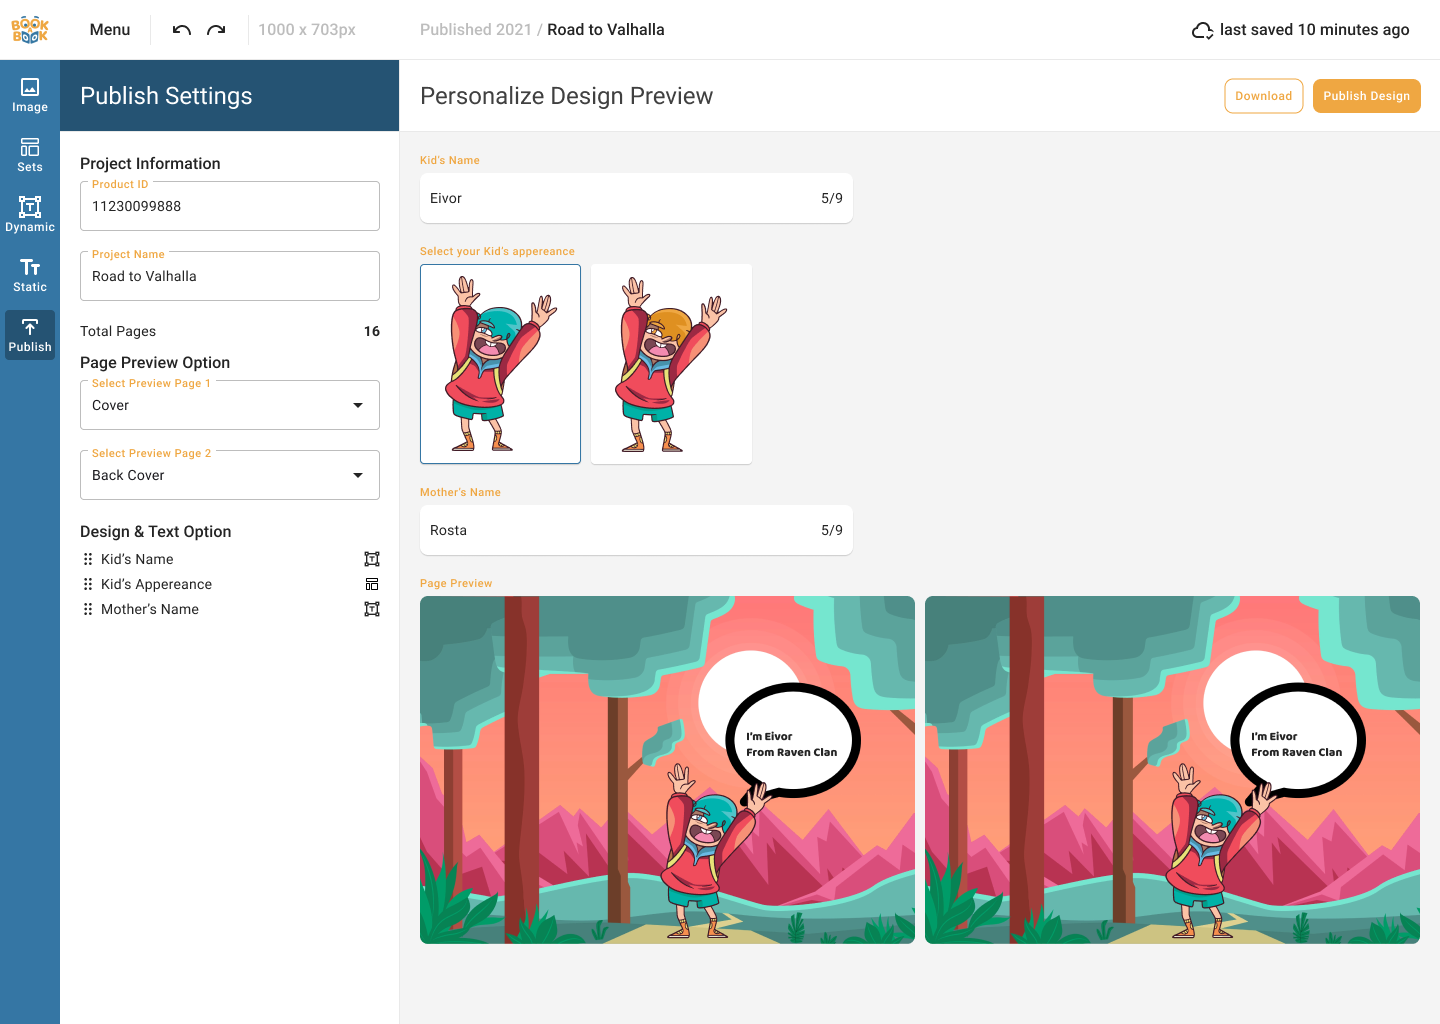 BOOK
A
BOOK
Menu
1000 x 703px
Published 2021 / Road to Valhalla
last saved 10 minutes ago
Image
Sets
Dynamic
Static
Publish
Publish Settings
Project Information
Product ID
11230099888
Project Name
Road to Valhalla
Total Pages 16
Page Preview Option
Select Preview Page 1
Cover
Select Preview Page 2
Back Cover
Design & Text Option
Kid’s Name
Kid’s Appereance
Mother’s Name
Personalize Design Preview
Download
Publish Design
Kid’s Name
Eivor 5/9
Select your Kid’s appereance
Mother’s Name
Rosta 5/9
Page Preview
I’m Eivor
From Raven Clan
I’m Eivor
From Raven Clan